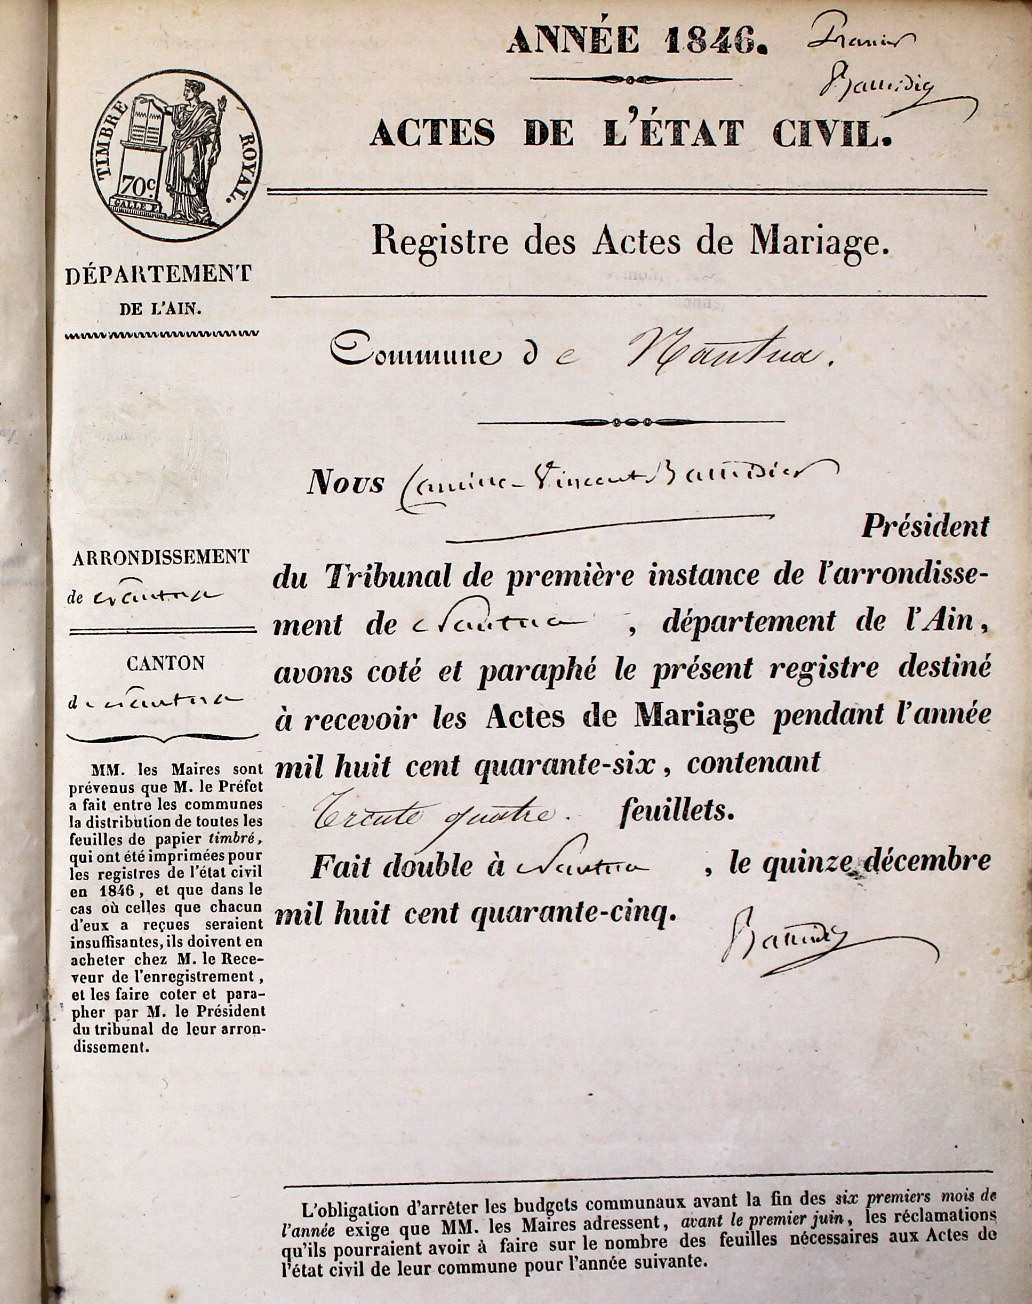 ANNÉE 1846. Premier
ACTES DE L'ÉTAT CIVIL.
TIMBRE ROYAL.
70c
Registre des Actes de Mariage.
DÉPARTEMENT
DE L'AIN.
Commune de Nantua.
Nous Camille-Vincent
Président
du Tribunal de première instance de l'arrondisse-
ment de Nantua, département de l'Ain,
avons coté et paraphé le présent registre destiné
à recevoir les Actes de Mariage pendant l'année
mil huit cent quarante-six, contenant
Trente quatre. feuillets.
Fait double à Nantua, le quinze décembre
mil huit cent quarante-cinq.
ARRONDISSEMENT
de Nantua
CANTON
de Nantua
MM. les Maires sont
prévenus que M. le Préfet
a fait entre les communes
la distribution de toutes les
feuilles de papier timbré,
qui ont été imprimées pour
les registres de l'état civil
en 1846, et que dans le
cas où celles que chacun
d'eux a reçues seraient
insuffisantes, ils doivent en
acheter chez M. le Rece-
veur de l'enregistrement,
et les faire coter et para-
pher par M. le Président
du tribunal de leur arron-
dissement.
L'obligation d'arrêter les budgets communaux avant la fin des six premiers mois de
l'année exige que MM. les Maires adressent, avant le premier juin, les réclamations
qu'ils pourraient avoir à faire sur le nombre des feuilles nécessaires aux Actes de
l'état civil de leur commune pour l'année suivante.